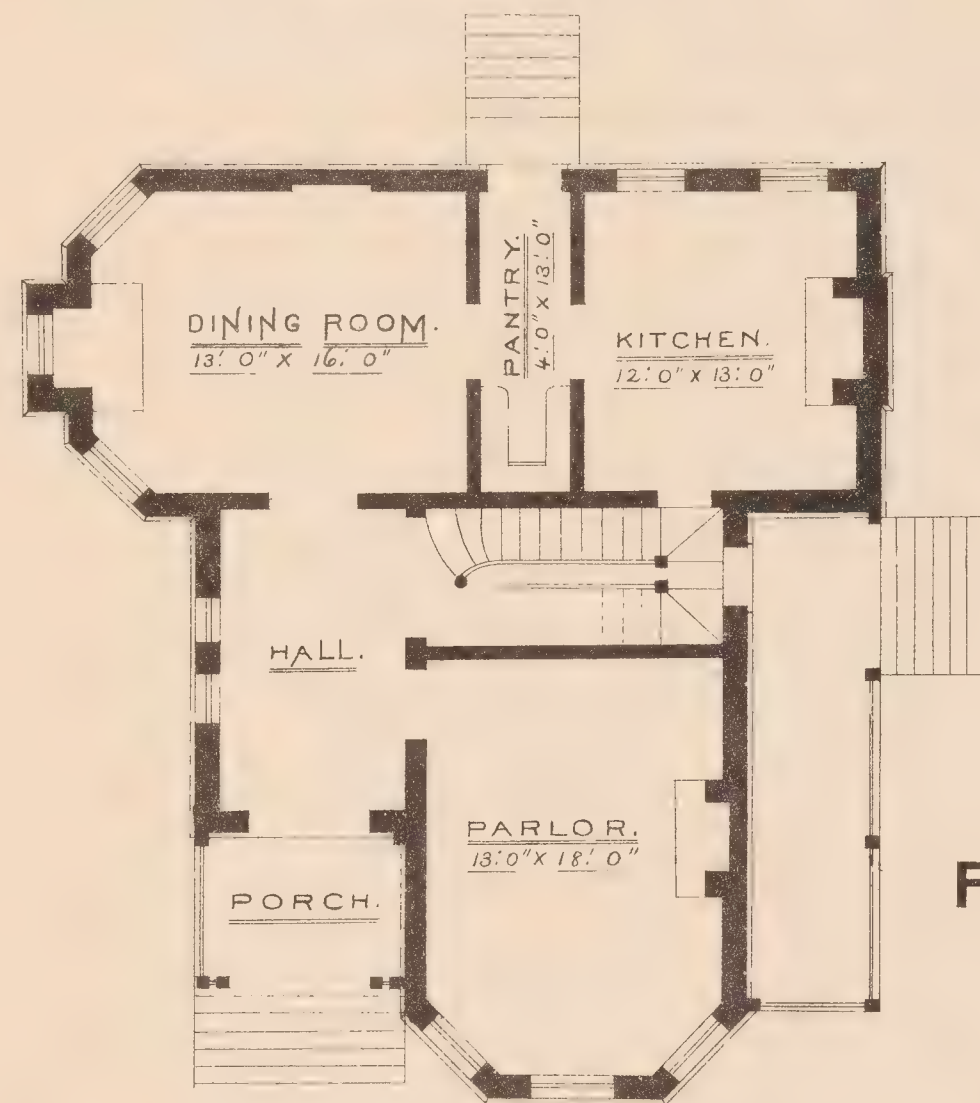 DINING ROOM.
13'.0" X 16'.0"
PANTRY.
4'.0" X 13'.0"
KITCHEN.
12'.0" X 13'.0"
HALL.
PARLOR.
13'.0" X 18'.0"
PORCH.